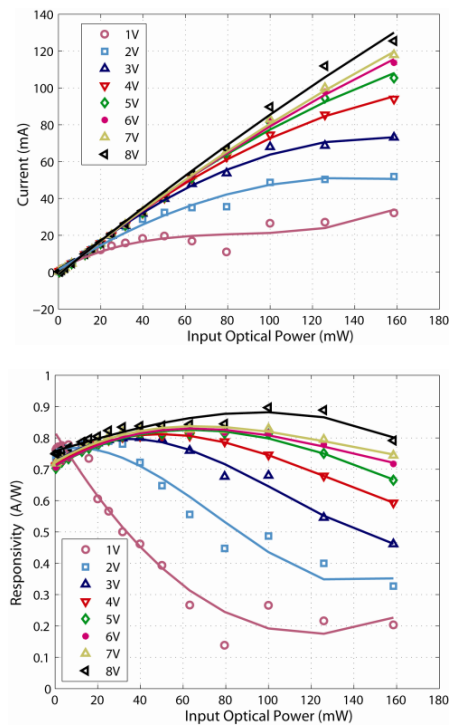 140
120
100
80
60
40
20
0
−20
Current (mA)
1V
2V
3V
4V
5V
6V
7V
8V
0 20 40 60 80 100 120 140 160 180
Input Optical Power (mW)
1
0.9
0.8
0.7
0.6
0.5
0.4
0.3
0.2
0.1
0
Responsivity (A/W)
1V
2V
3V
4V
5V
6V
7V
8V
0 20 40 60 80 100 120 140 160 180
Input Optical Power (mW)